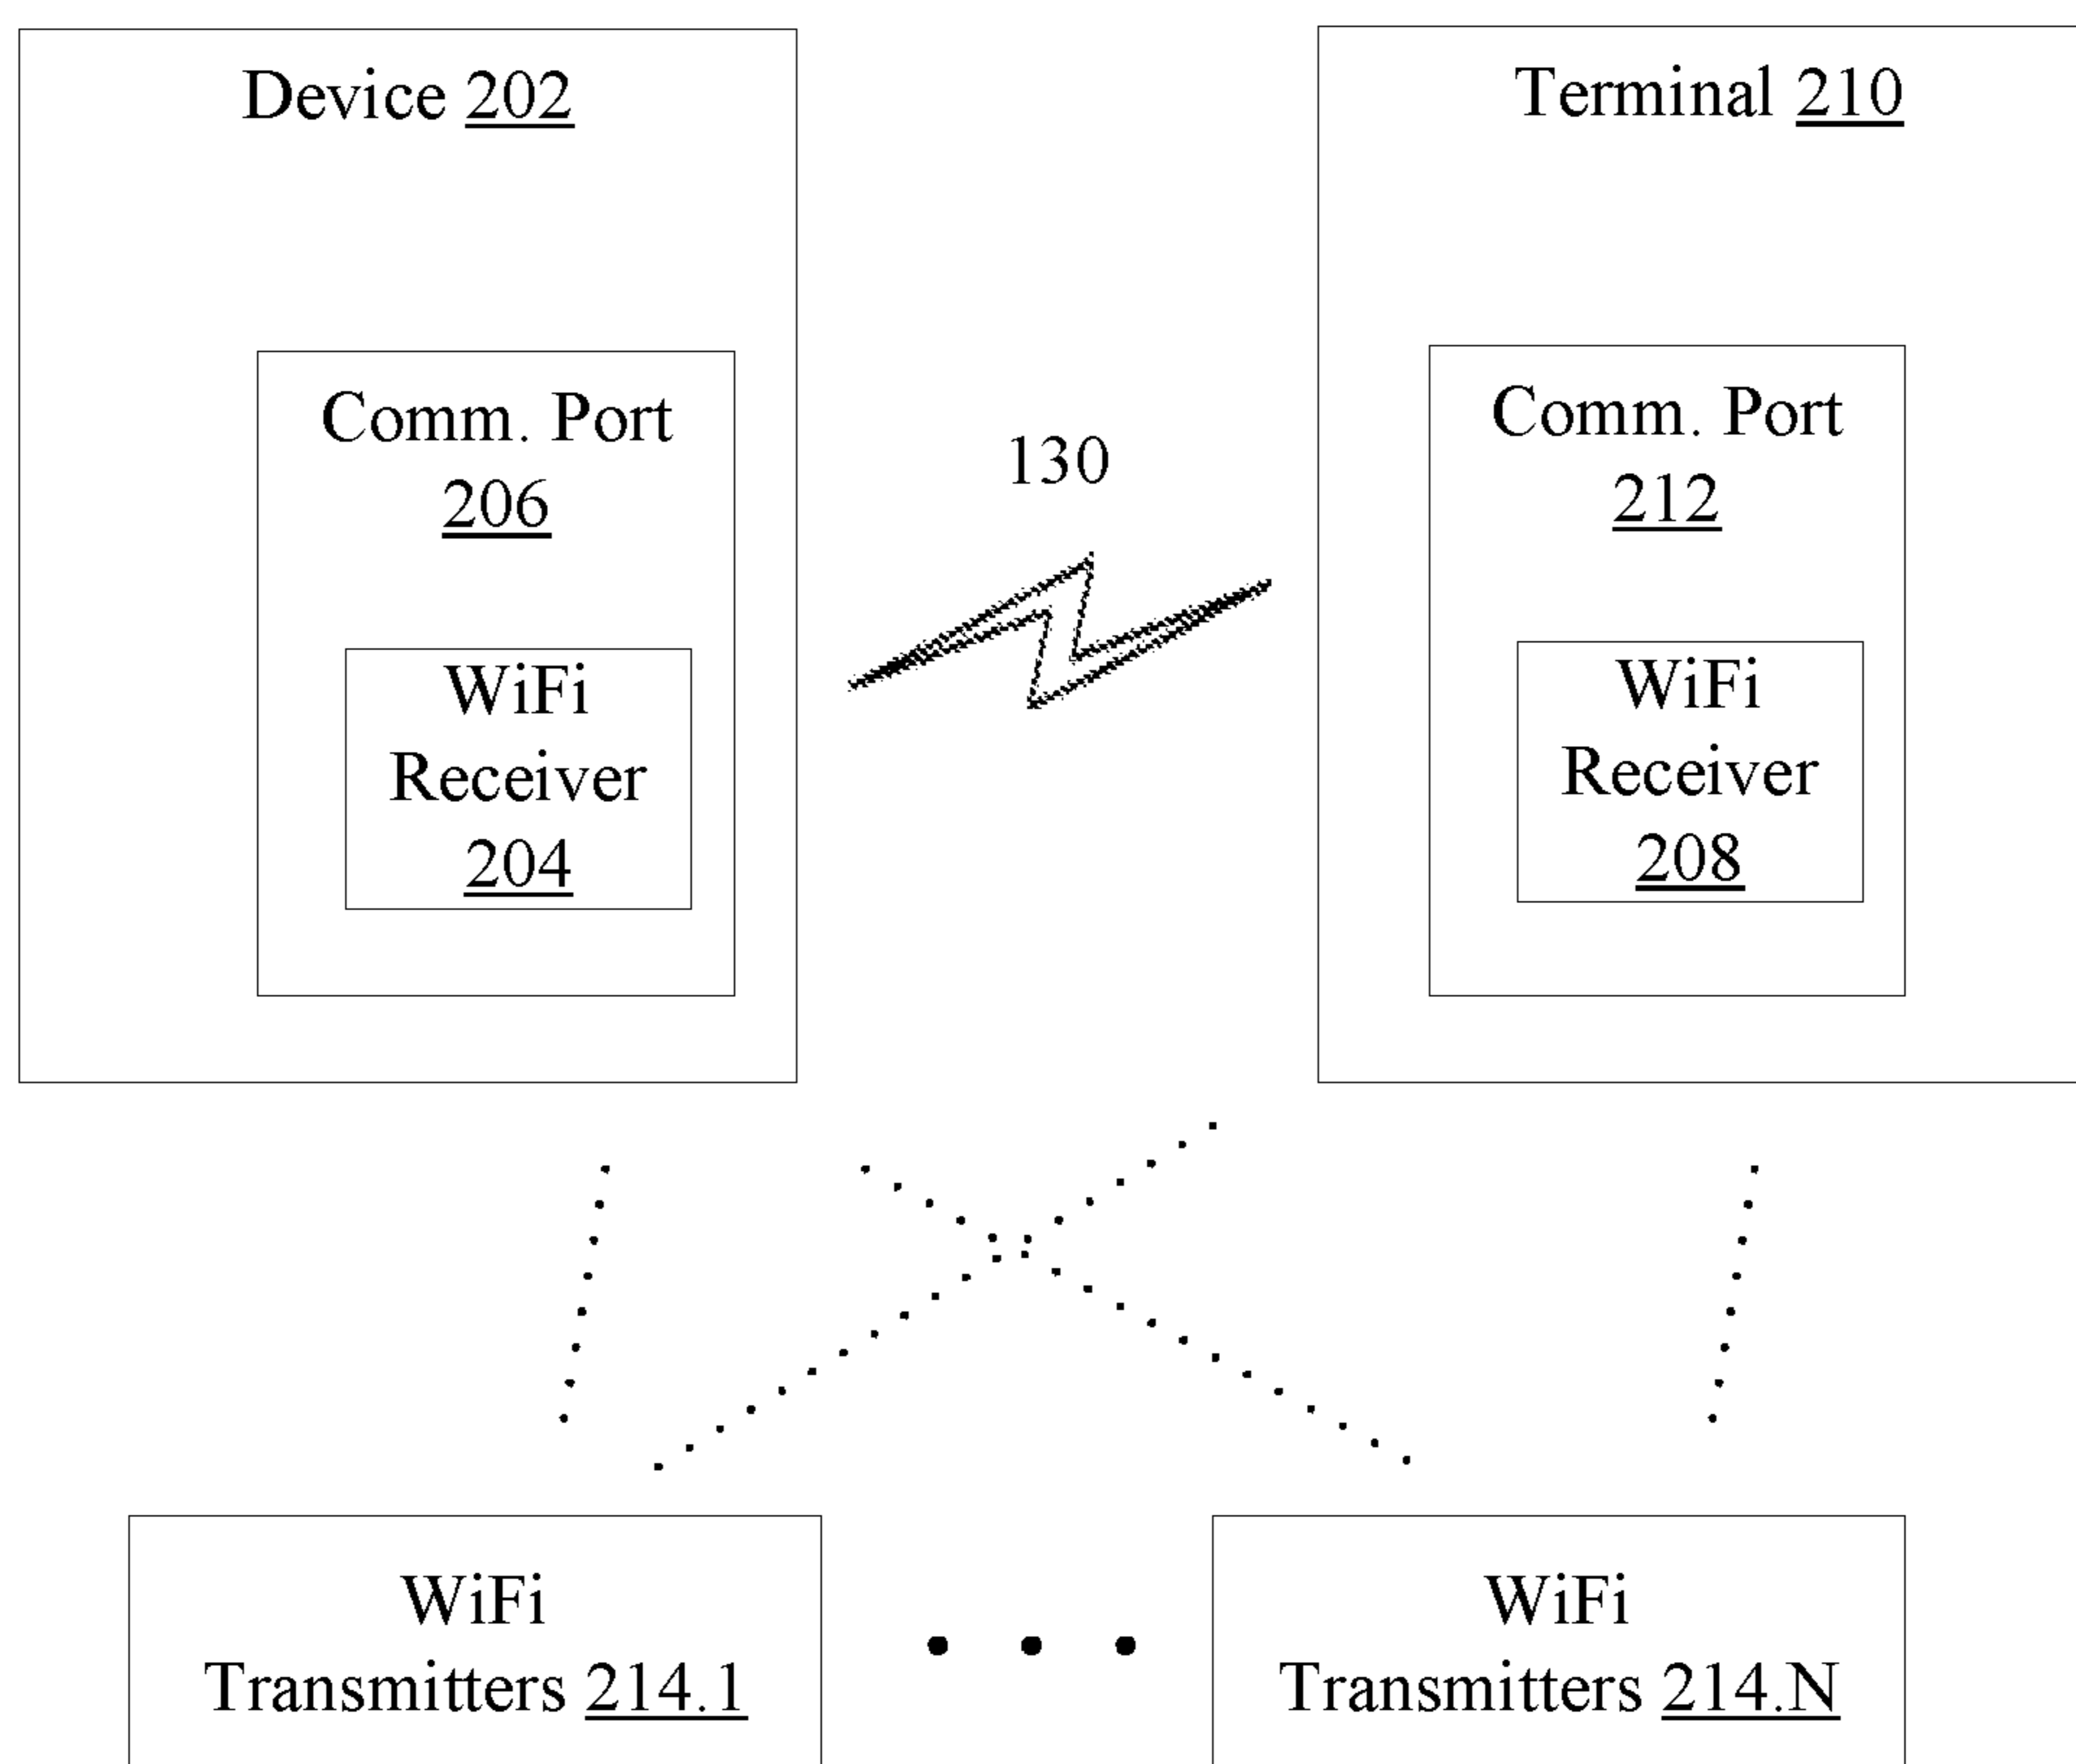 Device 202
Comm. Port
206
WiFi
Receiver
204
130
Terminal 210
Comm. Port
212
WiFi
Receiver
208
WiFi
Transmitters 214.1
WiFi
Transmitters 214.N